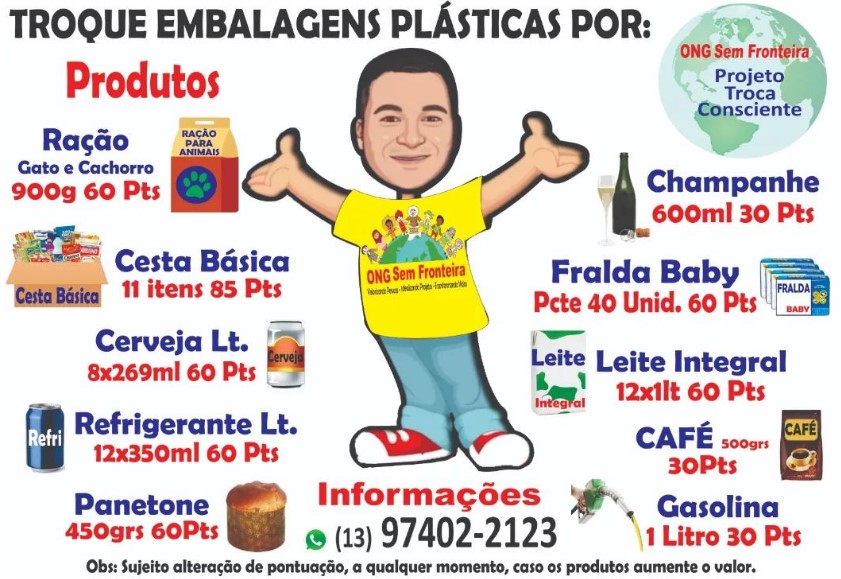 TROQUE EMBALAGENS PLÁSTICAS POR:
ONG Sem Fronteira
Projeto
Troca
Consciente
Produtos
Ração
Gato e Cachorro
900g 60 Pts
RAÇÃO
PARA
ANIMAIS
Champanhe
600ml 30 Pts
ONG Sem Fronteira
Cesta Básica
11 itens 85 Pts
Cesta Básica
Fralda Baby
Pcte 40 Unid. 60 Pts
FRALDA
BABY
Cerveja Lt.
8x269ml 60 Pts
Cerveja
Leite
Integral
Leite Integral
12x1lt 60 Pts
Refri
Refrigerante Lt.
12x350ml 60 Pts
CAFÉ 500grs
30Pts
CAFÉ
Panetone
450grs 60Pts
Informações
(13) 97402-2123
Gasolina
1 Litro 30 Pts
Obs: Sujeito alteração de pontuação, a qualquer momento, caso os produtos aumente o valor.